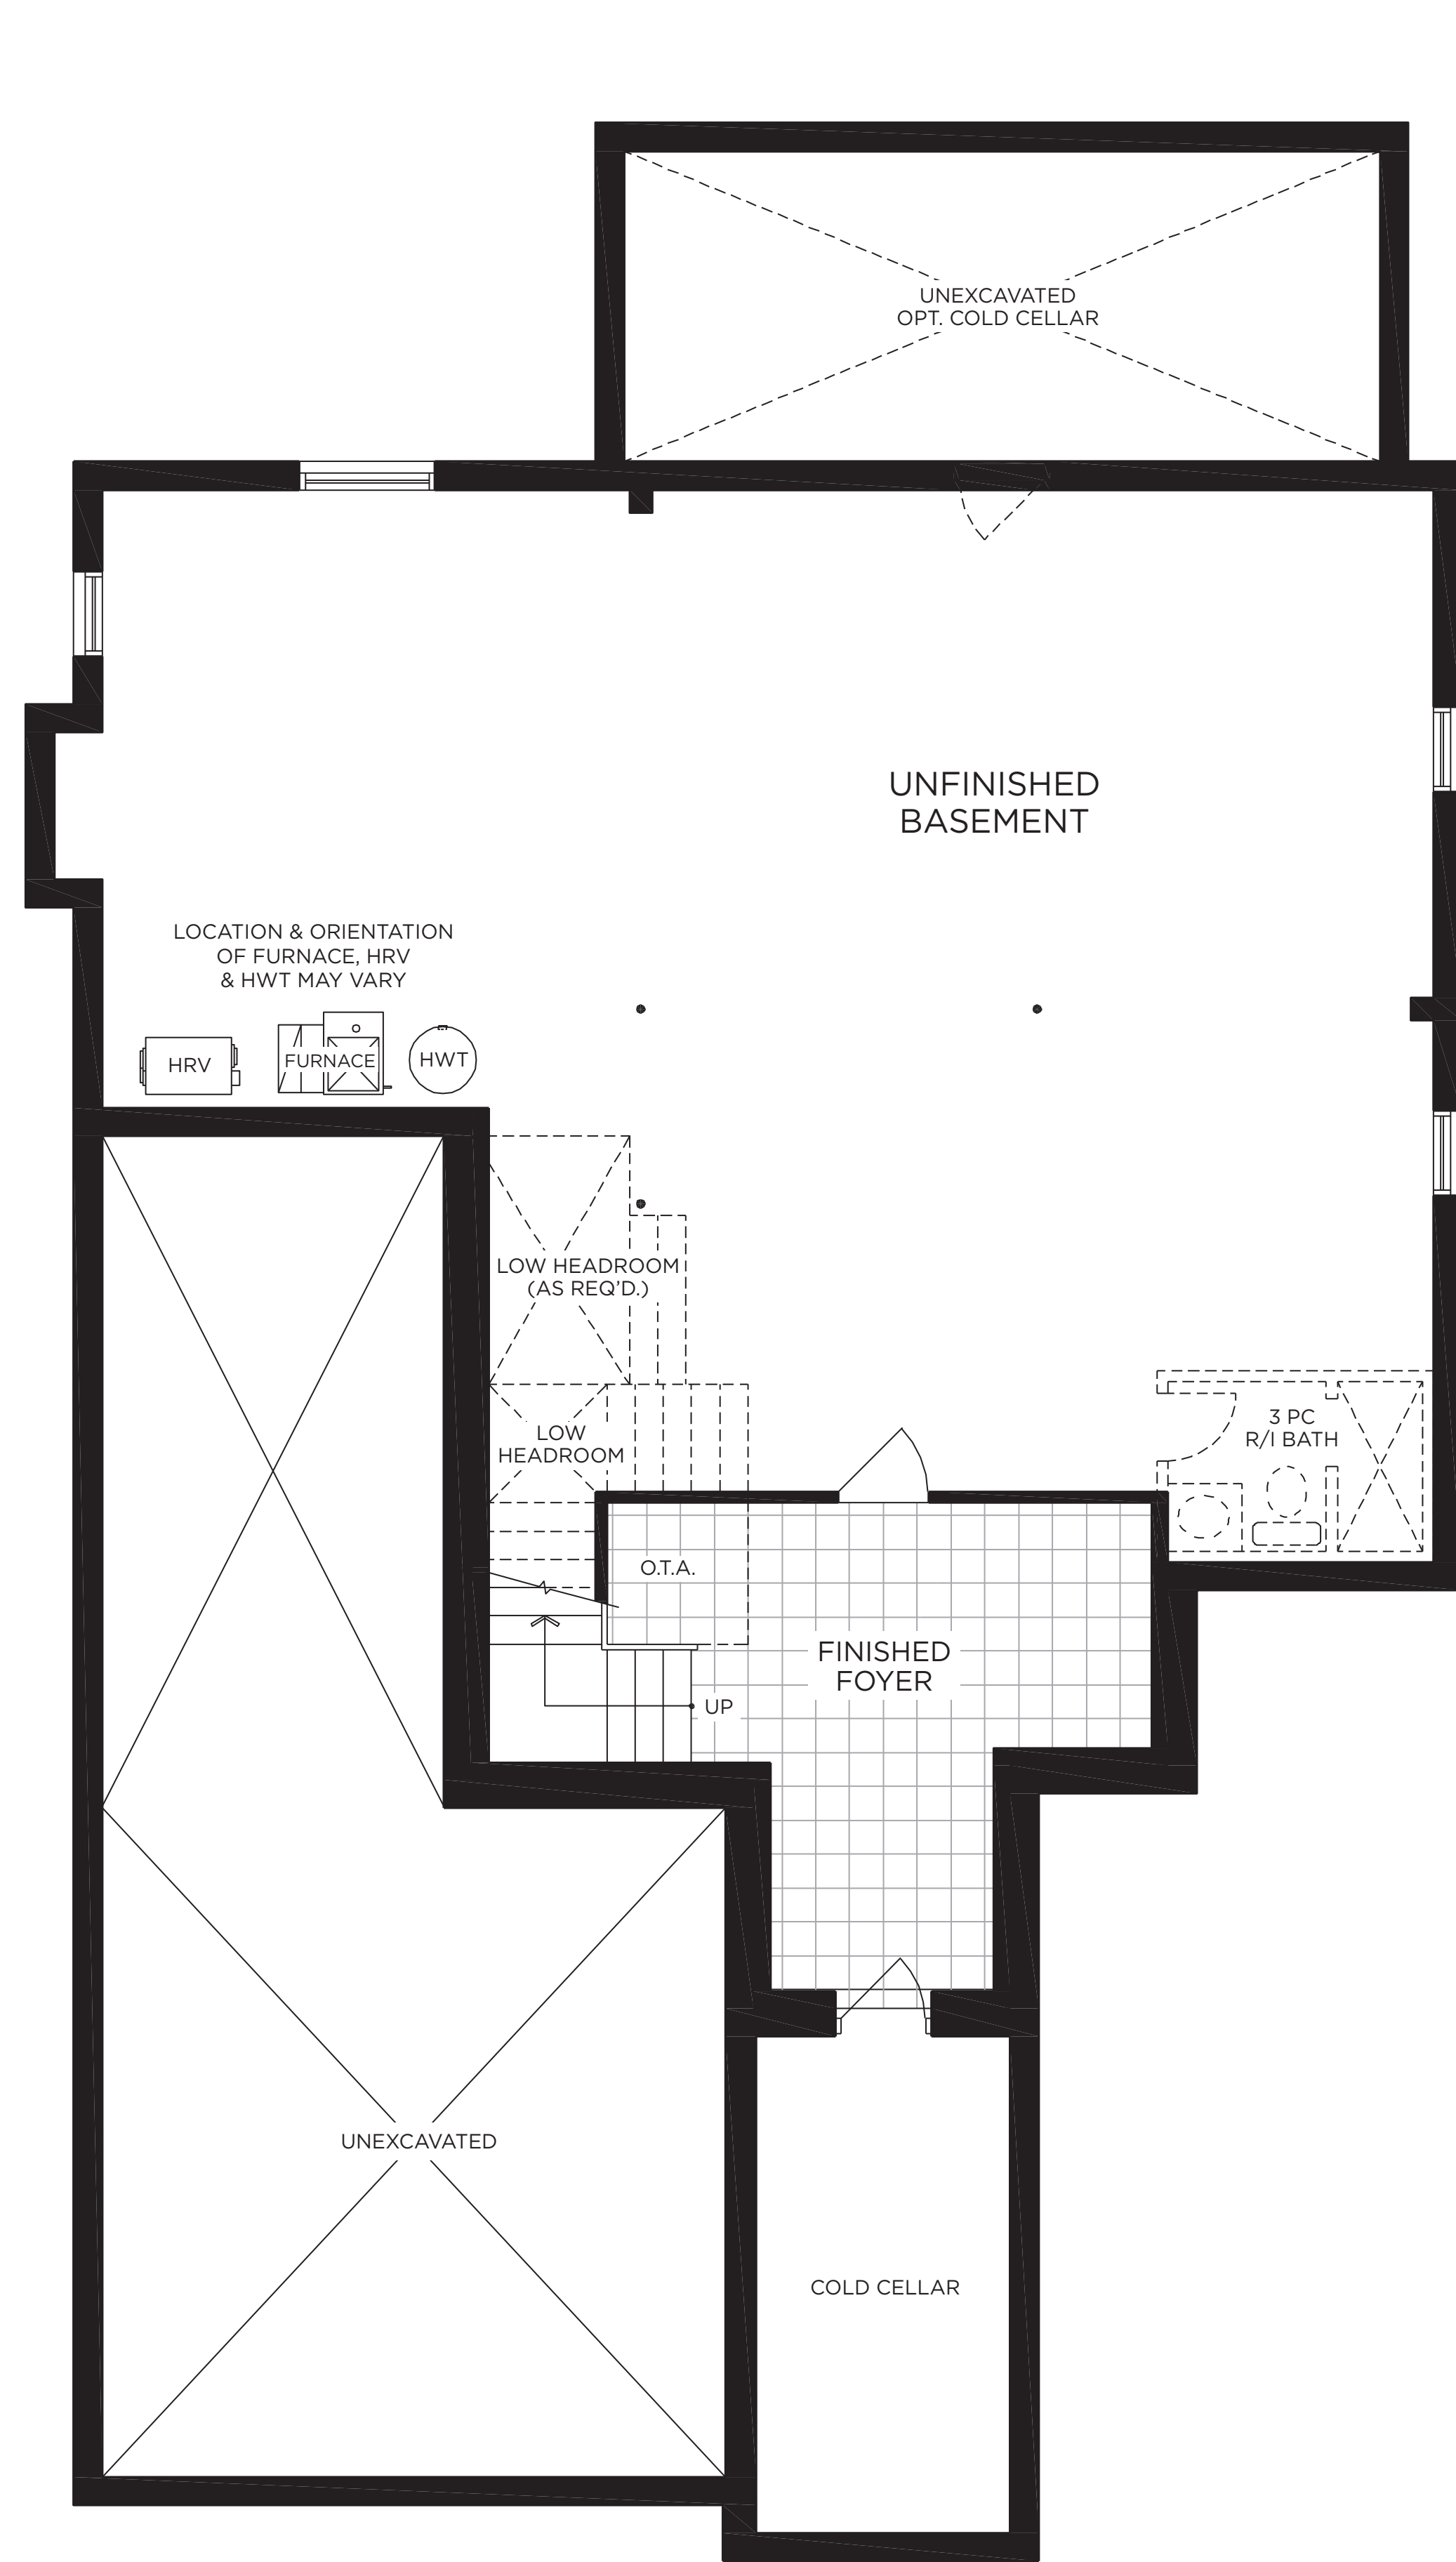 UNEXCAVATED
OPT. COLD CELLAR
UNFINISHED
BASEMENT
LOCATION & ORIENTATION
OF FURNACE, HRV
& HWT MAY VARY
HRV
FURNACE
HWT
LOW HEADROOM
(AS REQ'D.)
LOW
HEADROOM
3 PC
R/I BATH
O.T.A.
FINISHED
FOYER
UP
UNEXCAVATED
COLD CELLAR